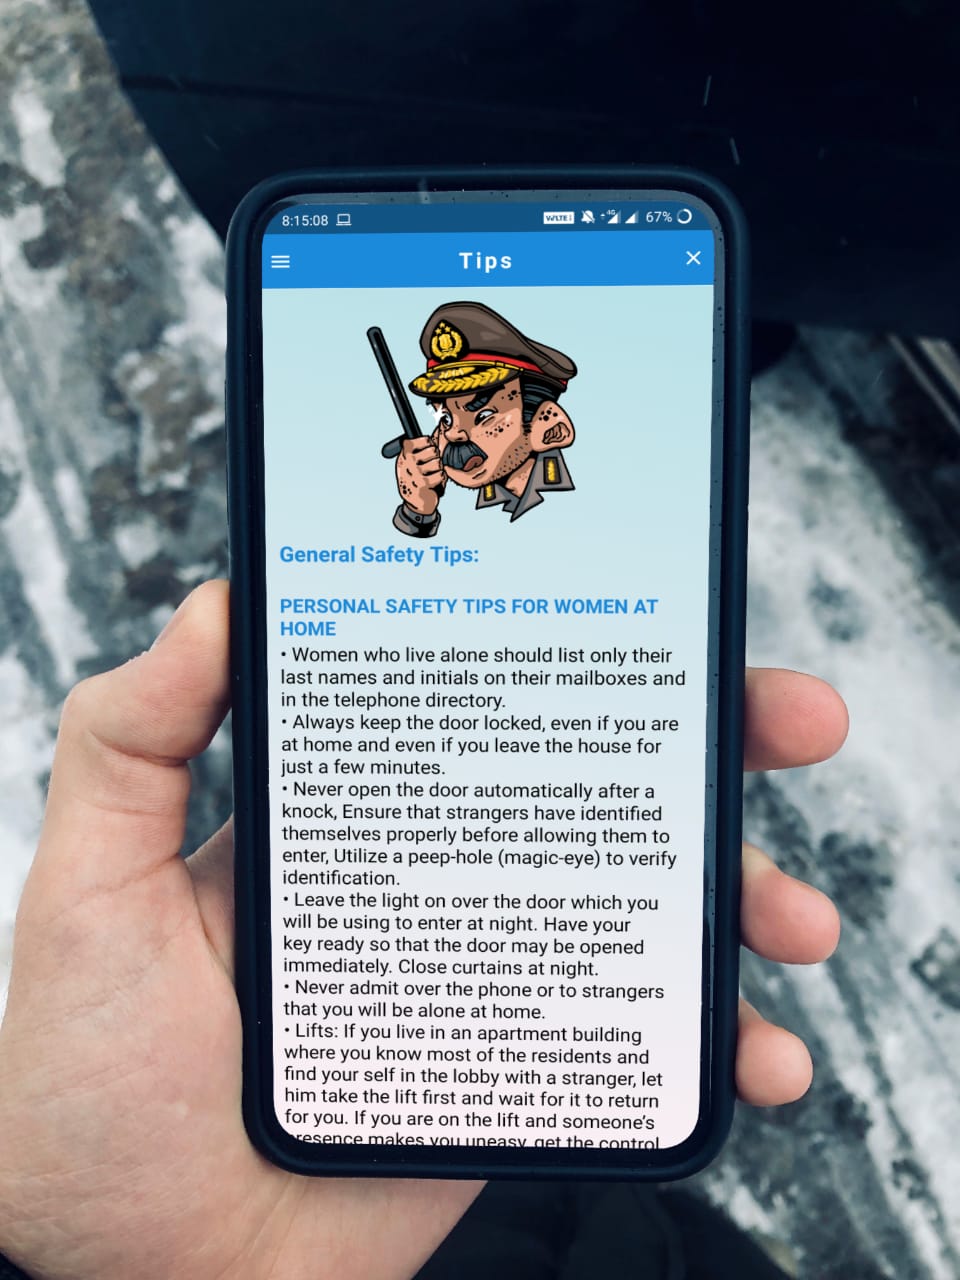 8:15:08 VoLTE 4G 67%
Tips
General Safety Tips:
PERSONAL SAFETY TIPS FOR WOMEN AT
HOME
• Women who live alone should list only their
last names and initials on their mailboxes and
in the telephone directory.
• Always keep the door locked, even if you are
at home and even if you leave the house for
just a few minutes.
• Never open the door automatically after a
knock, Ensure that strangers have identified
themselves properly before allowing them to
enter, Utilize a peep-hole (magic-eye) to verify
identification.
• Leave the light on over the door which you
will be using to enter at night. Have your
key ready so that the door may be opened
immediately. Close curtains at night.
• Never admit over the phone or to strangers
that you will be alone at home.
• Lifts: If you live in an apartment building
where you know most of the residents and
find your self in the lobby with a stranger, let
him take the lift first and wait for it to return
for you. If you are on the lift and someone's
presence makes you uneasy, get the control